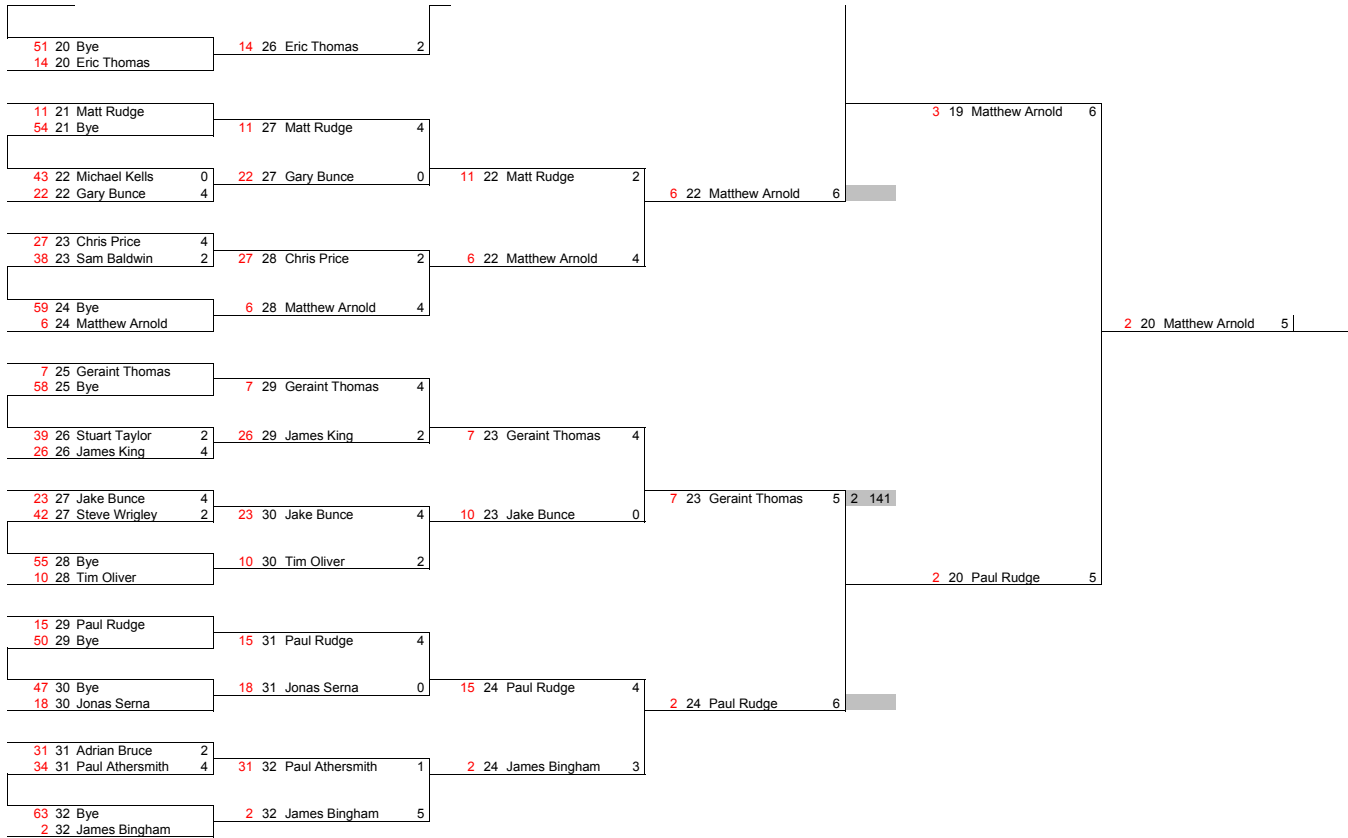 51 20 Bye
14 20 Eric Thomas
14 26 Eric Thomas 2
11 21 Matt Rudge
54 21 Bye
11 27 Matt Rudge 4
43 22 Michael Kells 0
22 22 Gary Bunce 4
22 27 Gary Bunce 0
27 23 Chris Price 4
38 23 Sam Baldwin 2
27 28 Chris Price 2
59 24 Bye
6 24 Matthew Arnold
6 28 Matthew Arnold 4
7 25 Geraint Thomas
58 25 Bye
7 29 Geraint Thomas 4
39 26 Stuart Taylor 2
26 26 James King 4
26 29 James King 2
23 27 Jake Bunce 4
42 27 Steve Wrigley 2
23 30 Jake Bunce 4
55 28 Bye
10 28 Tim Oliver
10 30 Tim Oliver 2
15 29 Paul Rudge
50 29 Bye
15 31 Paul Rudge 4
47 30 Bye
18 30 Jonas Serna
18 31 Jonas Serna 0
31 31 Adrian Bruce 2
34 31 Paul Athersmith 4
31 32 Paul Athersmith 1
63 32 Bye
2 32 James Bingham
2 32 James Bingham 5
11 22 Matt Rudge 2
6 22 Matthew Arnold 4
7 23 Geraint Thomas 4
10 23 Jake Bunce 0
15 24 Paul Rudge 4
2 24 James Bingham 3
6 22 Matthew Arnold 6
7 23 Geraint Thomas 5 2 141
2 24 Paul Rudge 6
3 19 Matthew Arnold 6
2 20 Paul Rudge 5
2 20 Matthew Arnold 5